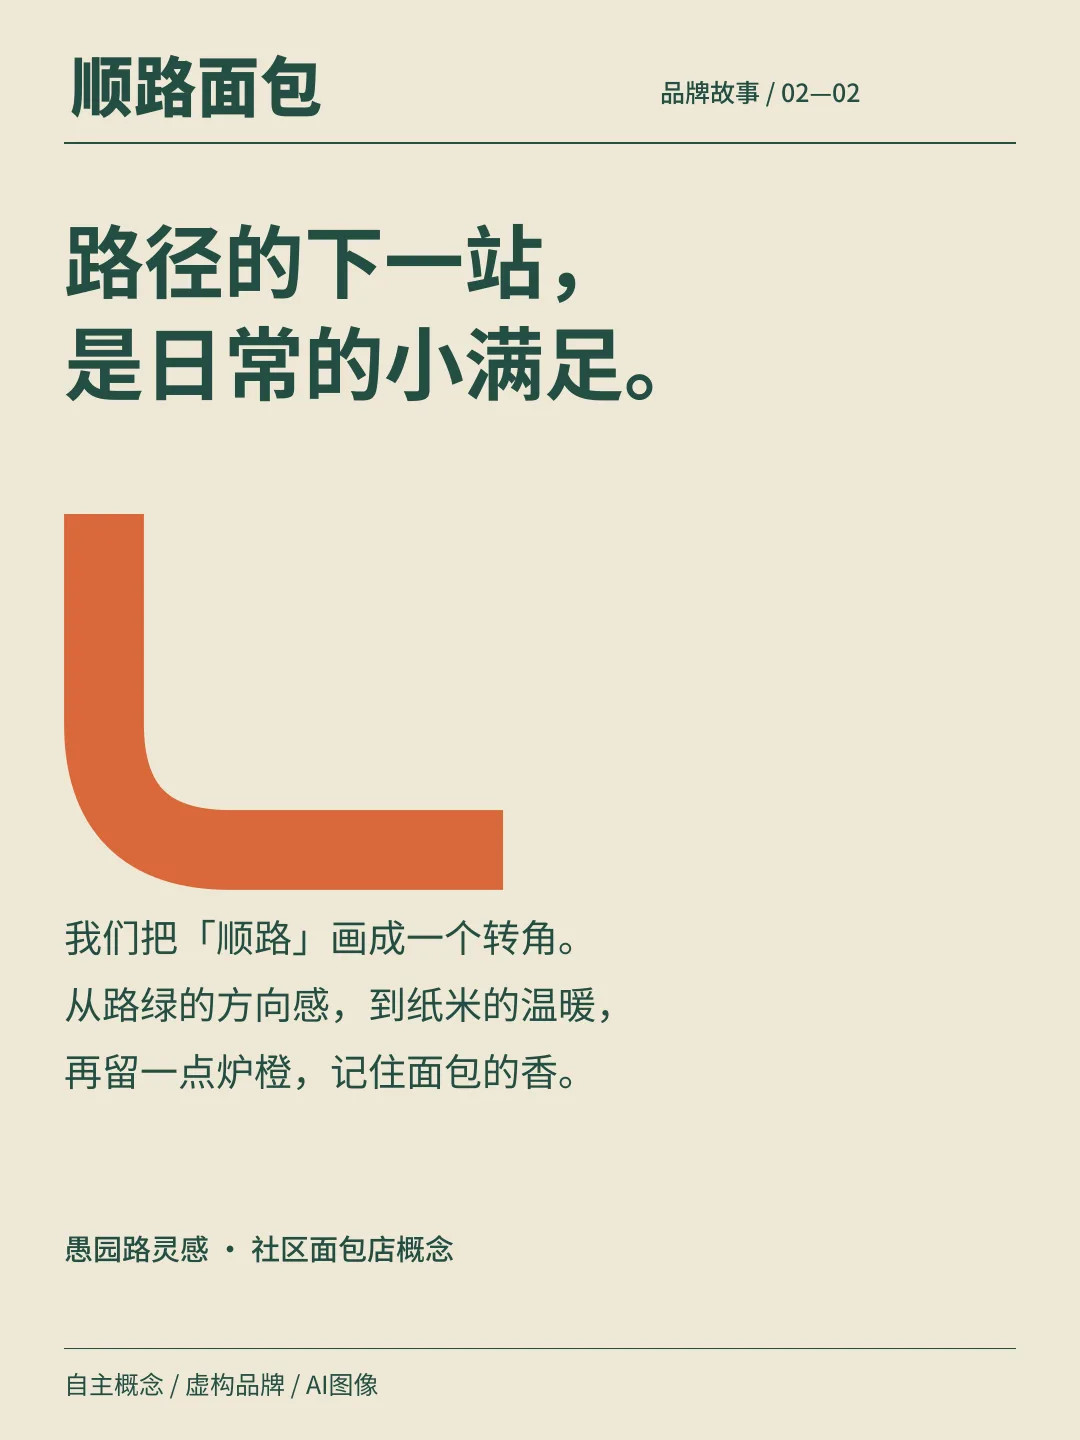 顺路面包
品牌故事 / 02—02
路径的下一站，
是日常的小满足。
我们把「顺路」画成一个转角。
从路绿的方向感，到纸米的温暖，
再留一点炉橙，记住面包的香。
愚园路灵感 · 社区面包店概念
自主概念 / 虚构品牌 / AI图像